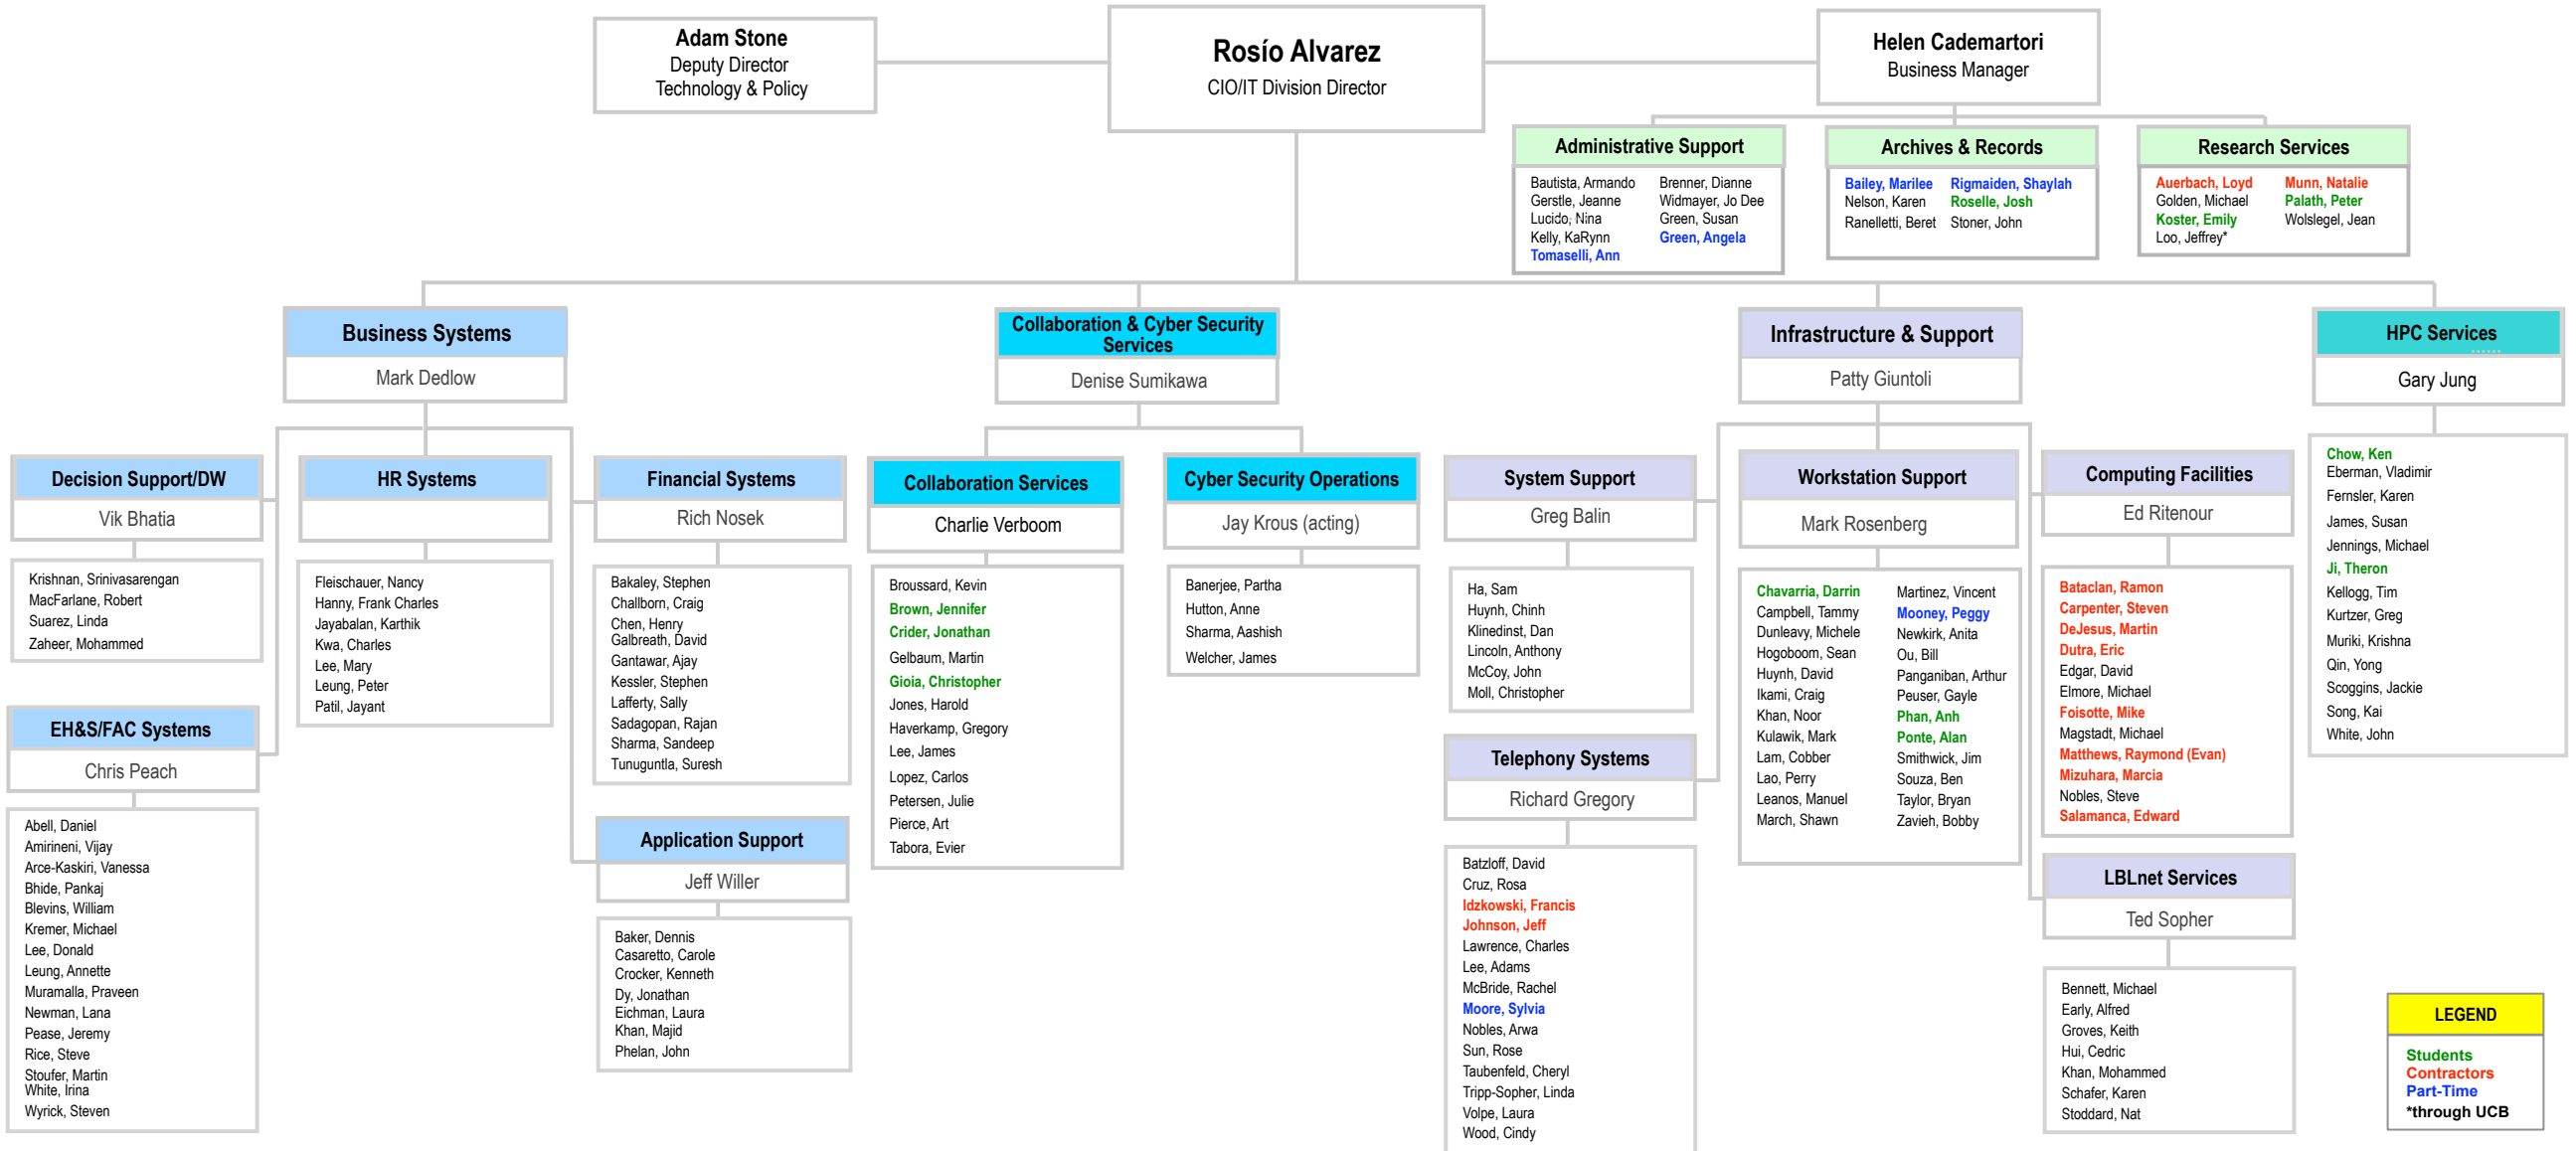 Adam Stone
Deputy Director
Technology & Policy
Rosío Alvarez
CIO/IT Division Director
Helen Cademartori
Business Manager
Administrative Support
Bautista, Armando
Gerstle, Jeanne
Lucido, Nina
Kelly, KaRynn
Tomaselli, Ann
Brenner, Dianne
Widmayer, Jo Dee
Green, Susan
Green, Angela
Archives & Records
Bailey, Marilee
Nelson, Karen
Ranelletti, Beret
Rigmaiden, Shaylah
Roselle, Josh
Stoner, John
Research Services
Auerbach, Loyd
Golden, Michael
Koster, Emily
Loo, Jeffrey*
Munn, Natalie
Palath, Peter
Wolslegel, Jean
Business Systems
Mark Dedlow
Decision Support/DW
Vik Bhatia
Krishnan, Srinivasarengan
MacFarlane, Robert
Suarez, Linda
Zaheer, Mohammed
EH&S/FAC Systems
Chris Peach
Abell, Daniel
Amirineni, Vijay
Arce-Kaskiri, Vanessa
Bhide, Pankaj
Blevins, William
Kremer, Michael
Lee, Donald
Leung, Annette
Muramalla, Praveen
Newman, Lana
Pease, Jeremy
Rice, Steve
Stoufer, Martin
White, Irina
Wyrick, Steven
HR Systems
Fleischauer, Nancy
Hanny, Frank Charles
Jayabalan, Karthik
Kwa, Charles
Lee, Mary
Leung, Peter
Patil, Jayant
Financial Systems
Rich Nosek
Bakaley, Stephen
Challborn, Craig
Chen, Henry
Galbreath, David
Gantawar, Ajay
Kessler, Stephen
Lafferty, Sally
Sadagopan, Rajan
Sharma, Sandeep
Tunuguntla, Suresh
Application Support
Jeff Willer
Baker, Dennis
Casaretto, Carole
Crocker, Kenneth
Dy, Jonathan
Eichman, Laura
Khan, Majid
Phelan, John
Collaboration & Cyber Security
Services
Denise Sumikawa
Collaboration Services
Charlie Verboom
Broussard, Kevin
Brown, Jennifer
Crider, Jonathan
Gelbaum, Martin
Gioia, Christopher
Jones, Harold
Haverkamp, Gregory
Lee, James
Lopez, Carlos
Petersen, Julie
Pierce, Art
Tabora, Evier
Cyber Security Operations
Jay Krous (acting)
Banerjee, Partha
Hutton, Anne
Sharma, Aashish
Welcher, James
Infrastructure & Support
Patty Giuntoli
System Support
Greg Balin
Ha, Sam
Huynh, Chinh
Klinedinst, Dan
Lincoln, Anthony
McCoy, John
Moll, Christopher
Telephony Systems
Richard Gregory
Batzloff, David
Cruz, Rosa
Idzkowski, Francis
Johnson, Jeff
Lawrence, Charles
Lee, Adams
McBride, Rachel
Moore, Sylvia
Nobles, Arwa
Sun, Rose
Taubenfeld, Cheryl
Tripp-Sopher, Linda
Volpe, Laura
Wood, Cindy
Workstation Support
Mark Rosenberg
Chavarria, Darrin
Campbell, Tammy
Dunleavy, Michele
Hogoboom, Sean
Huynh, David
Ikami, Craig
Khan, Noor
Kulawik, Mark
Lam, Cobber
Lao, Perry
Leanos, Manuel
March, Shawn
Martinez, Vincent
Mooney, Peggy
Newkirk, Anita
Ou, Bill
Panganiban, Arthur
Peuser, Gayle
Phan, Anh
Ponte, Alan
Smithwick, Jim
Souza, Ben
Taylor, Bryan
Zavieh, Bobby
Computing Facilities
Ed Ritenour
Bataclan, Ramon
Carpenter, Steven
DeJesus, Martin
Dutra, Eric
Edgar, David
Elmore, Michael
Foisotte, Mike
Magstadt, Michael
Matthews, Raymond (Evan)
Mizuhara, Marcia
Nobles, Steve
Salamanca, Edward
LBLnet Services
Ted Sopher
Bennett, Michael
Early, Alfred
Groves, Keith
Hui, Cedric
Khan, Mohammed
Schafer, Karen
Stoddard, Nat
HPC Services
Gary Jung
Chow, Ken
Eberman, Vladimir
Fernsler, Karen
James, Susan
Jennings, Michael
Ji, Theron
Kellogg, Tim
Kurtzer, Greg
Muriki, Krishna
Qin, Yong
Scoggins, Jackie
Song, Kai
White, John
LEGEND
Students
Contractors
Part-Time
*through UCB